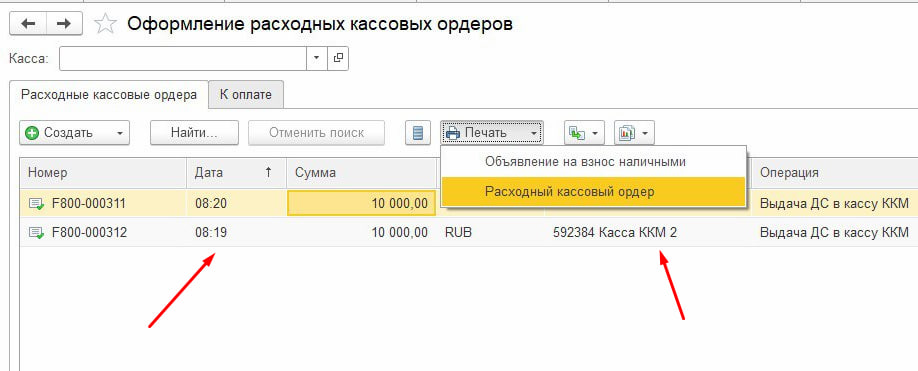 Оформление расходных кассовых ордеров
Касса:
Расходные кассовые ордера К оплате
Создать Найти... Отменить поиск Печать
Объявление на взнос наличными
Расходный кассовый ордер
Номер Дата ↑ Сумма Операция
F800-000311 08:20 10 000,00 Выдача ДС в кассу ККМ
F800-000312 08:19 10 000,00 RUB 592384 Касса ККМ 2 Выдача ДС в кассу ККМ